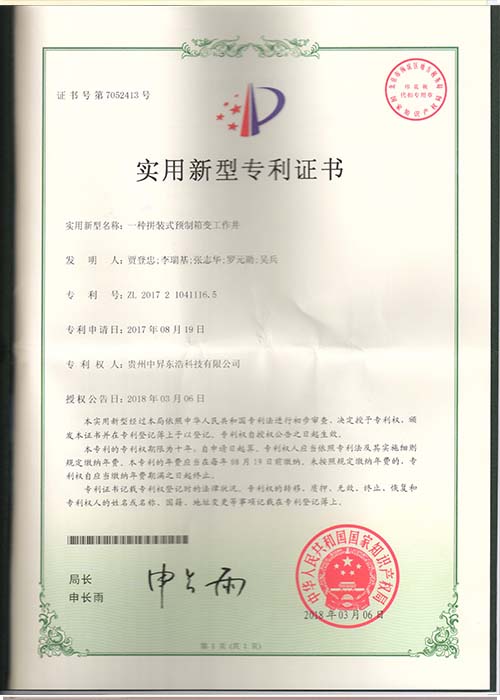 证书号第7052413号
印花税
代扣专用章
实用新型专利证书
实用新型名称：一种拼装式预制箱变工作井
发明人：贾登忠;李瑞基;张志华;罗元勋;吴兵
专利号：ZL 2017 2 1041116.5
专利申请日：2017年08月19日
专利权人：贵州中昇东浩科技有限公司
授权公告日：2018年03月06日
本实用新型经过本局依照中华人民共和国专利法进行初步审查，决定授予专利权，颁
发本证书并在专利登记簿上予以登记。专利权自授权公告之日起生效。
本专利的专利权期限为十年，自申请日起算。专利权人应当依照专利法及其实施细则
规定缴纳年费。本专利的年费应当在每年08月19日前缴纳。未按照规定缴纳年费的，专
利权自应当缴纳年费期满之日起终止。
专利证书记载专利权登记时的法律状况。专利权的转移、质押、无效、终止、恢复和
专利权人的姓名或名称、国籍、地址变更等事项记载在专利登记簿上。
局长
申长雨
申长雨
中华人民共和国国家知识产权局
2018年03月06日
第1页(共1页)